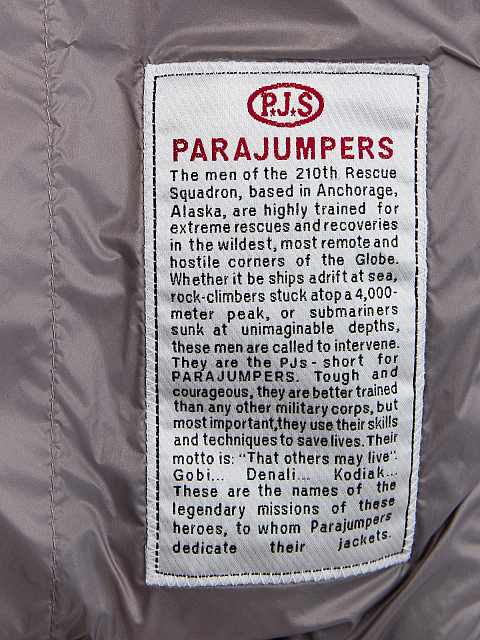 P.J.S
PARAJUMPERS
The men of the 210th Rescue
Squadron, based in Anchorage,
Alaska, are highly trained for
extreme rescues and recoveries
in the wildest, most remote and
hostile corners of the Globe.
Whether it be ships adrift at sea,
rock-climbers stuck atop a 4,000-
meter peak, or submariners
sunk at unimaginable depths,
these men are called to intervene.
They are the PJs - short for
PARAJUMPERS. Tough and
courageous, they are better trained
than any other military corps, but
most important,they use their skills
and techniques to save lives. Their
motto is: "That others may live".
Gobi... Denali... Kodiak...
These are the names of the
legendary missions of these
heroes, to whom Parajumpers
dedicate their jackets.